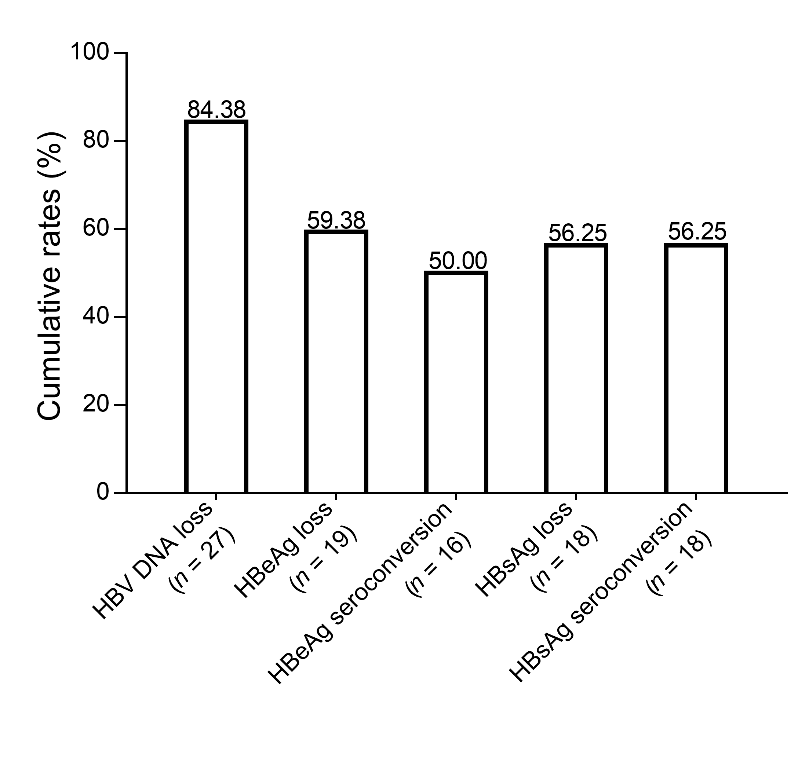 100
80
60
40
20
0
Cumulative rates (%)
84.38
59.38
50.00
56.25
56.25
HBV DNA loss
(n = 27)
HBeAg loss
(n = 19)
HBeAg seroconversion
(n = 16)
HBsAg loss
(n = 18)
HBsAg seroconversion
(n = 18)